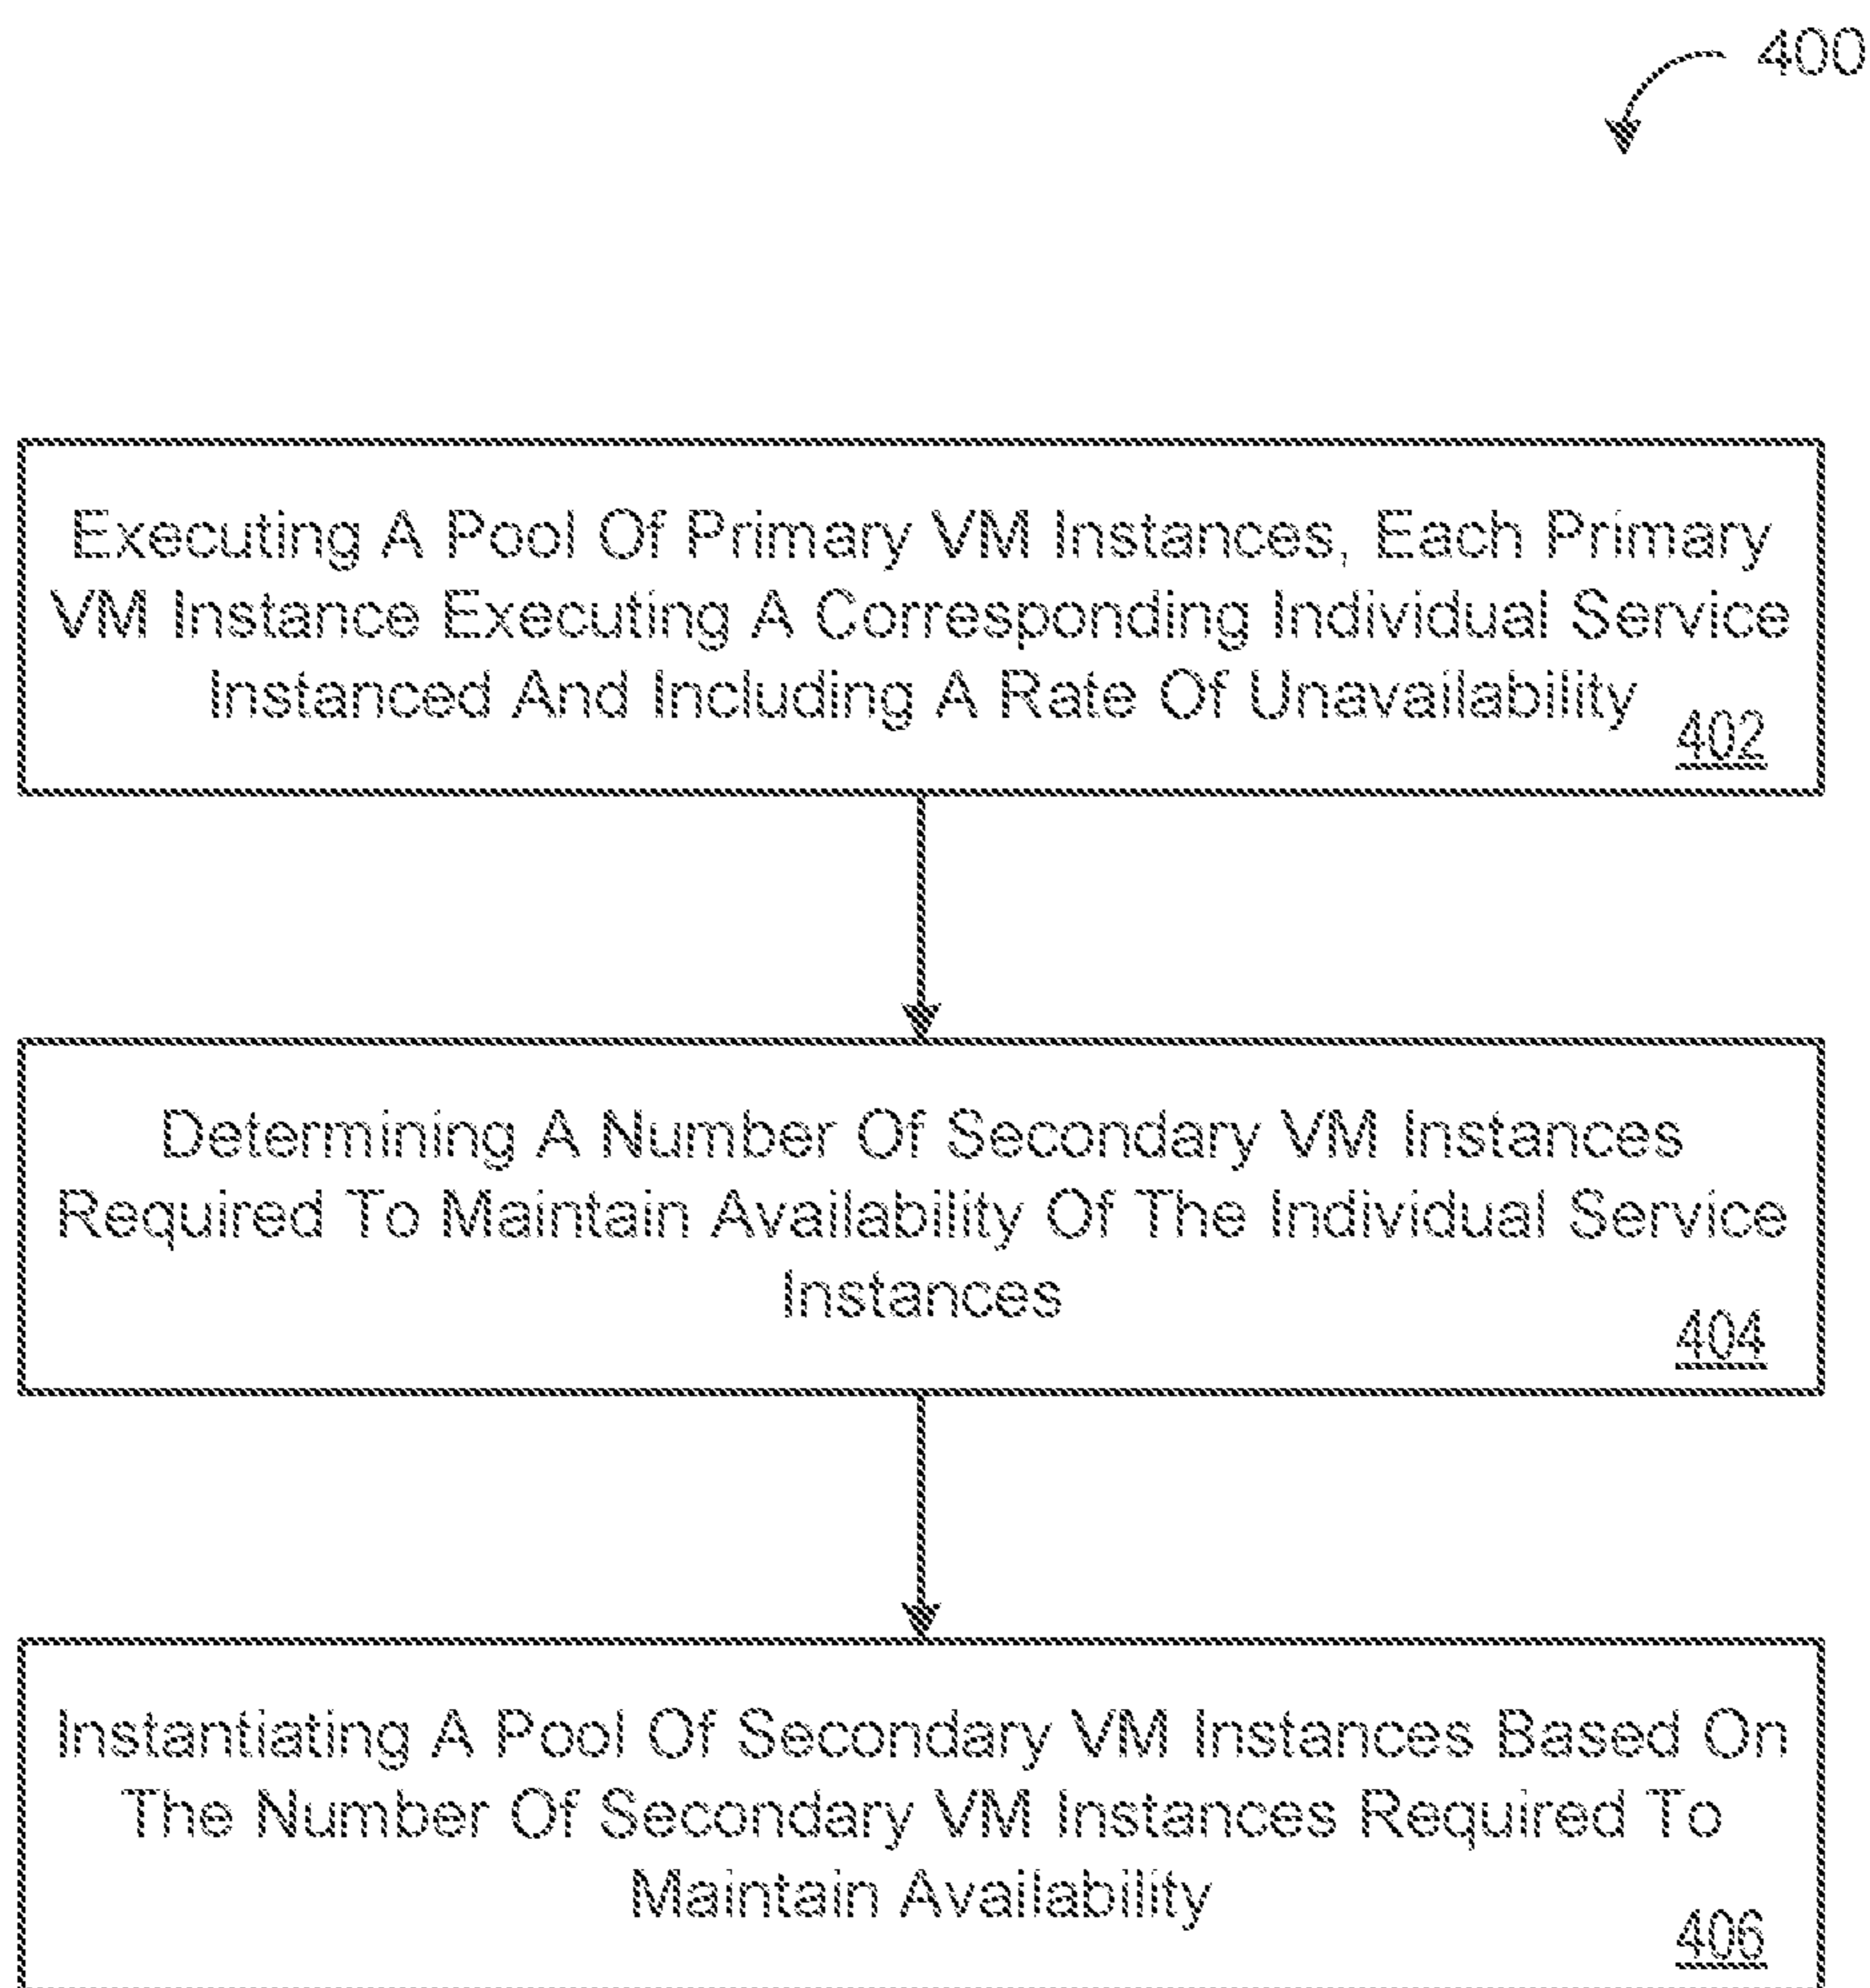 400
Executing A Pool Of Primary VM Instances, Each Primary
VM Instance Executing A Corresponding Individual Service
Instanced And Including A Rate Of Unavailability
402
Determining A Number Of Secondary VM Instances
Required To Maintain Availability Of The Individual Service
Instances
404
Instantiating A Pool Of Secondary VM Instances Based On
The Number Of Secondary VM Instances Required To
Maintain Availability
406